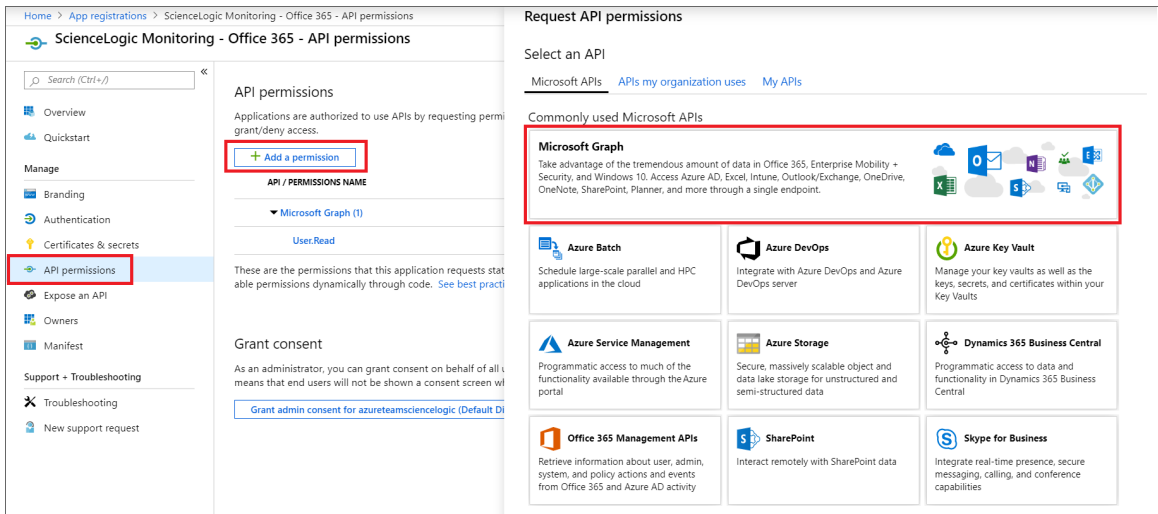 Home > App registrations > ScienceLogic Monitoring - Office 365 - API permissions
ScienceLogic Monitoring - Office 365 - API permissions
Search (Ctrl+/)
«
Overview
Quickstart
Manage
Branding
Authentication
Certificates & secrets
API permissions
Expose an API
Owners
Manifest
Support + Troubleshooting
Troubleshooting
New support request
API permissions
Applications are authorized to use APIs by requesting permi
grant/deny access.
+ Add a permission
API / PERMISSIONS NAME
Microsoft Graph (1)
User.Read
These are the permissions that this application requests stat
able permissions dynamically through code. See best practi
Grant consent
As an administrator, you can grant consent on behalf of all u
means that end users will not be shown a consent screen wh
Grant admin consent for azureteamsciencelogic (Default Di
Request API permissions
Select an API
Microsoft APIs APIs my organization uses My APIs
Commonly used Microsoft APIs
Microsoft Graph
Take advantage of the tremendous amount of data in Office 365, Enterprise Mobility +
Security, and Windows 10. Access Azure AD, Excel, Intune, Outlook/Exchange, OneDrive,
OneNote, SharePoint, Planner, and more through a single endpoint.
Azure Batch
Schedule large-scale parallel and HPC
applications in the cloud
Azure DevOps
Integrate with Azure DevOps and Azure
DevOps server
Azure Key Vault
Manage your key vaults as well as the
keys, secrets, and certificates within your
Key Vaults
Azure Service Management
Programmatic access to much of the
functionality available through the Azure
portal
Azure Storage
Secure, massively scalable object and
data lake storage for unstructured and
semi-structured data
Dynamics 365 Business Central
Programmatic access to data and
functionality in Dynamics 365 Business
Central
Office 365 Management APIs
Retrieve information about user, admin,
system, and policy actions and events
from Office 365 and Azure AD activity
SharePoint
Interact remotely with SharePoint data
Skype for Business
Integrate real-time presence, secure
messaging, calling, and conference
capabilities